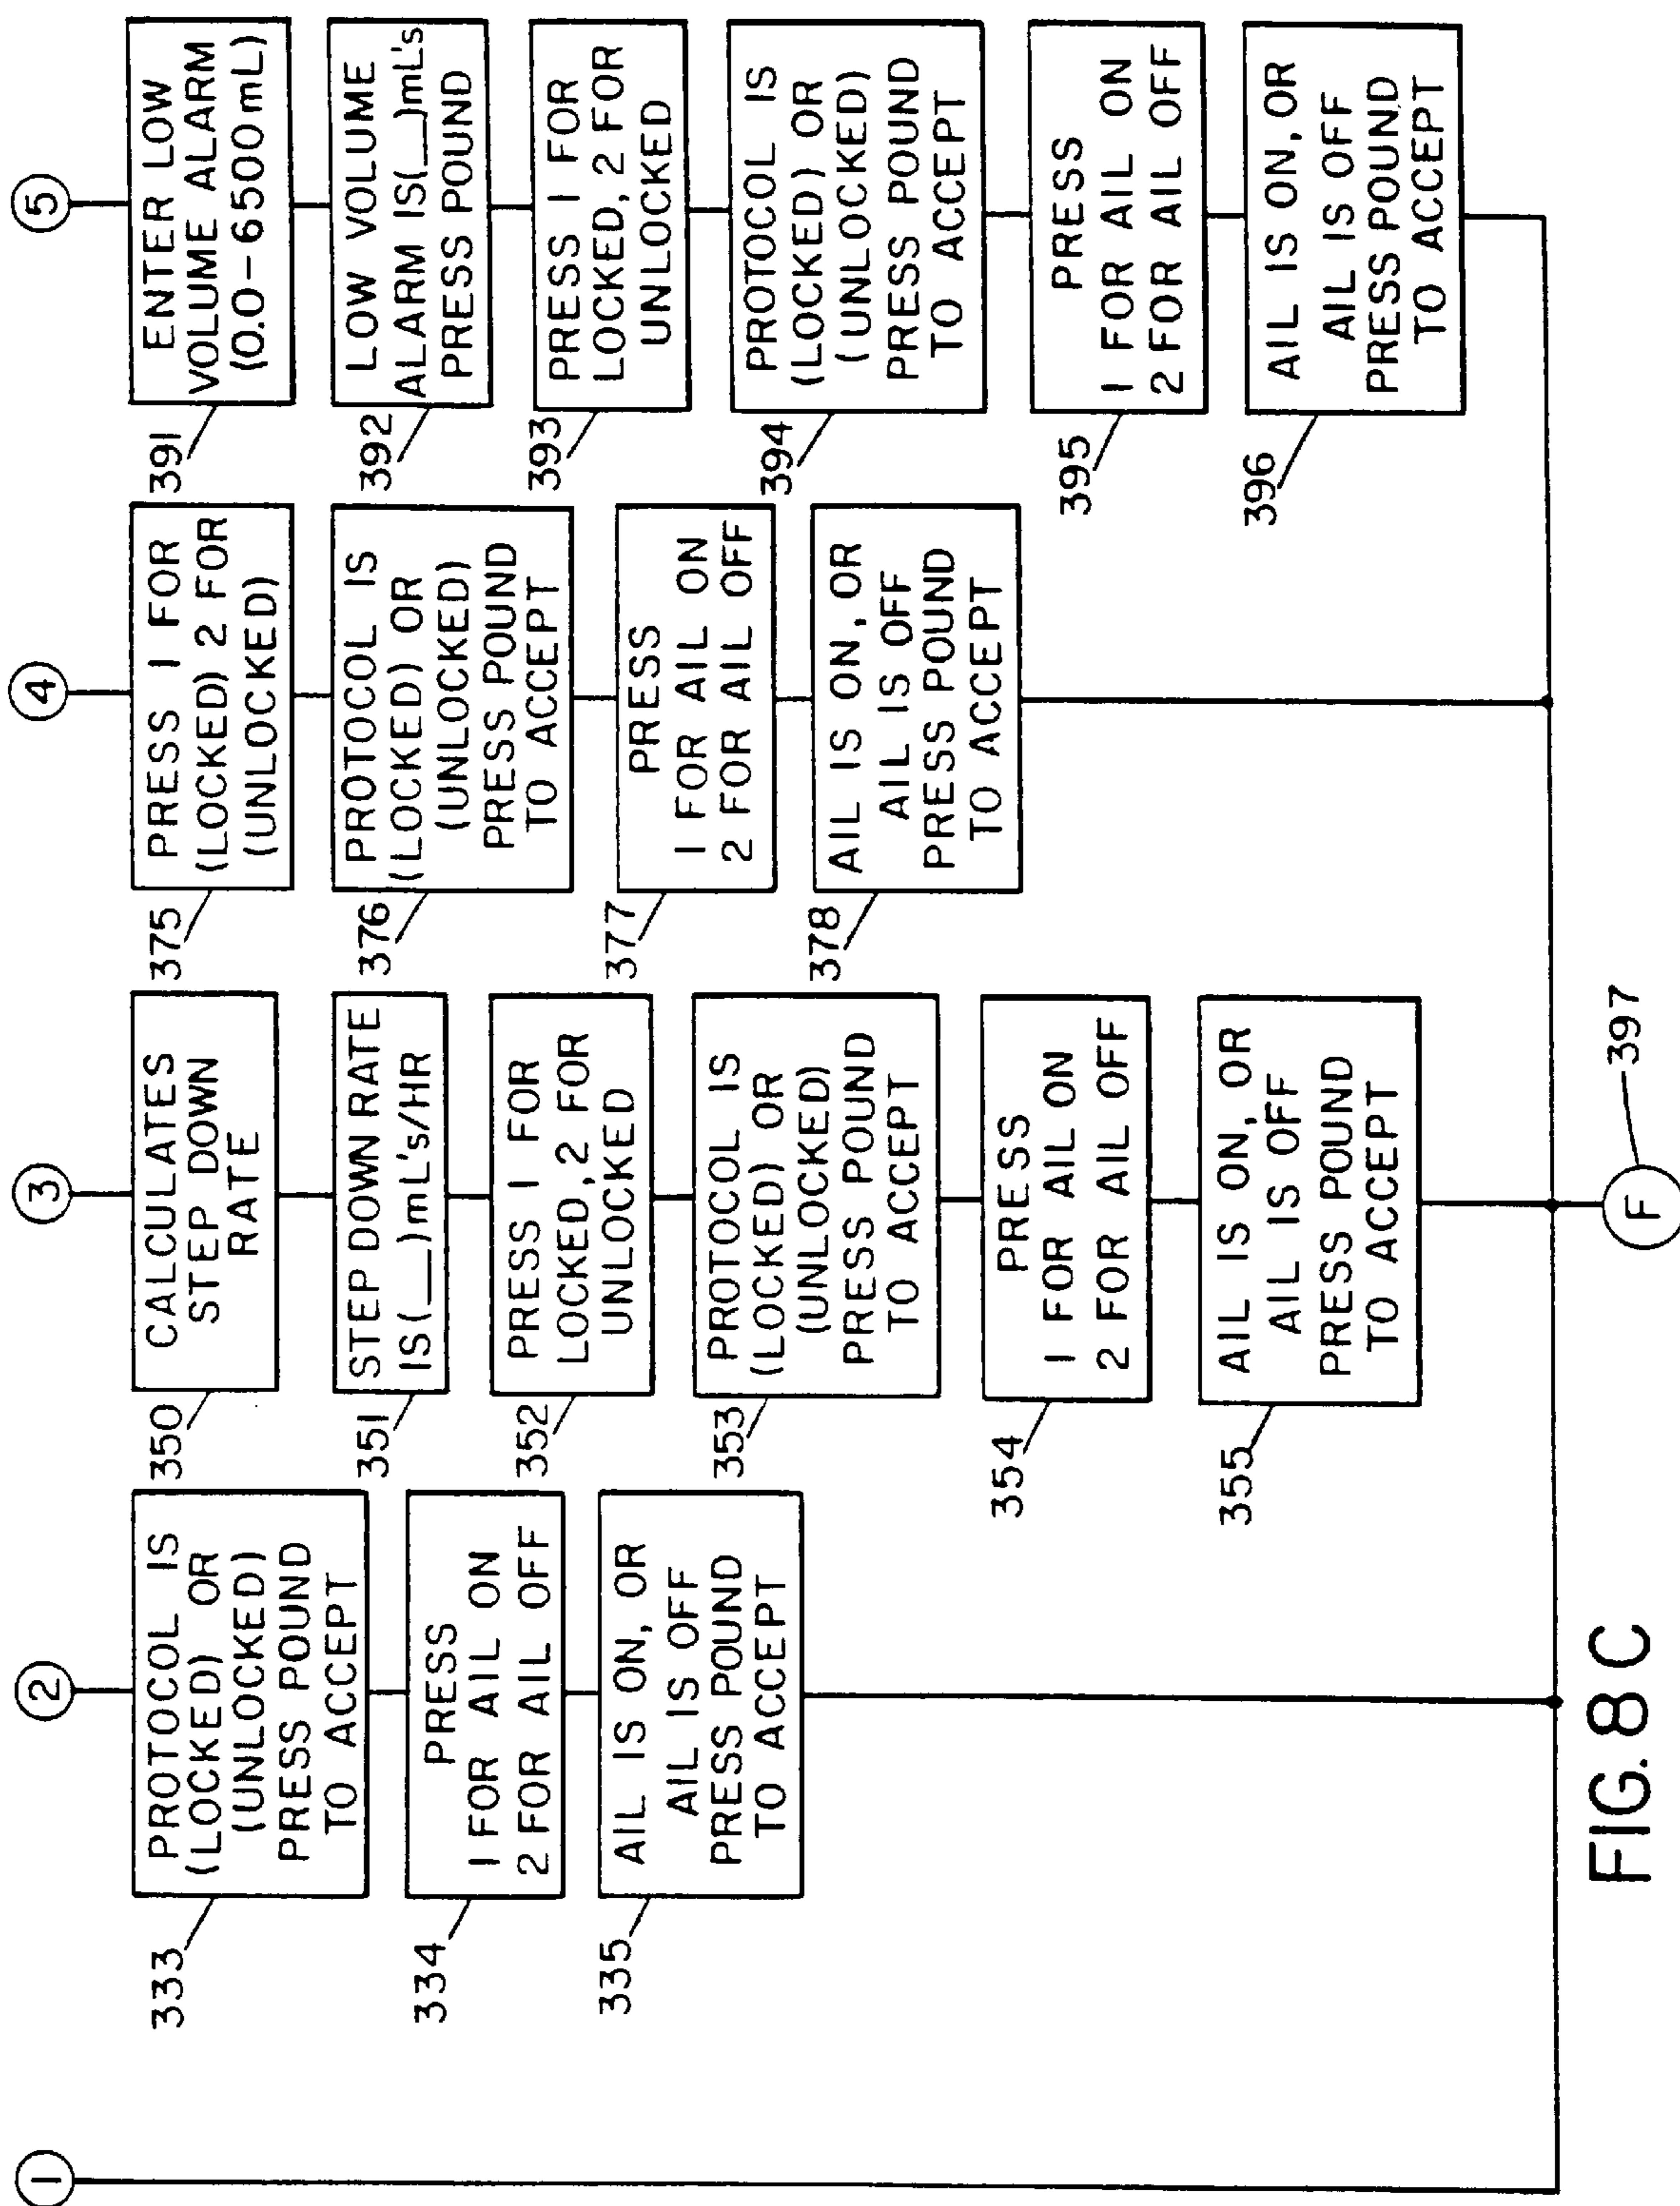 1
2
333
PROTOCOL IS
(LOCKED) OR
(UNLOCKED)
PRESS POUND
TO ACCEPT
334
PRESS
1 FOR AIL ON
2 FOR AIL OFF
335
AIL IS ON, OR
AIL IS OFF
PRESS POUND
TO ACCEPT
3
350
CALCULATES
STEP DOWN
RATE
351
STEP DOWN RATE
IS(__)mL's/HR
352
PRESS 1 FOR
LOCKED, 2 FOR
UNLOCKED
353
PROTOCOL IS
(LOCKED) OR
(UNLOCKED)
PRESS POUND
TO ACCEPT
354
PRESS
1 FOR AIL ON
2 FOR AIL OFF
355
AIL IS ON, OR
AIL IS OFF
PRESS POUND
TO ACCEPT
4
375
PRESS 1 FOR
(LOCKED) 2 FOR
(UNLOCKED)
376
PROTOCOL IS
(LOCKED) OR
(UNLOCKED)
PRESS POUND
TO ACCEPT
377
PRESS
1 FOR AIL ON
2 FOR AIL OFF
378
AIL IS ON, OR
AIL IS OFF
PRESS POUND
TO ACCEPT
5
391
ENTER LOW
VOLUME ALARM
(0.0-6500mL)
392
LOW VOLUME
ALARM IS(__)mL's
PRESS POUND
393
PRESS 1 FOR
LOCKED, 2 FOR
UNLOCKED
394
PROTOCOL IS
(LOCKED) OR
(UNLOCKED)
PRESS POUND
TO ACCEPT
395
PRESS
1 FOR AIL ON
2 FOR AIL OFF
396
AIL IS ON, OR
AIL IS OFF
PRESS POUND
TO ACCEPT
F
397
FIG. 8C